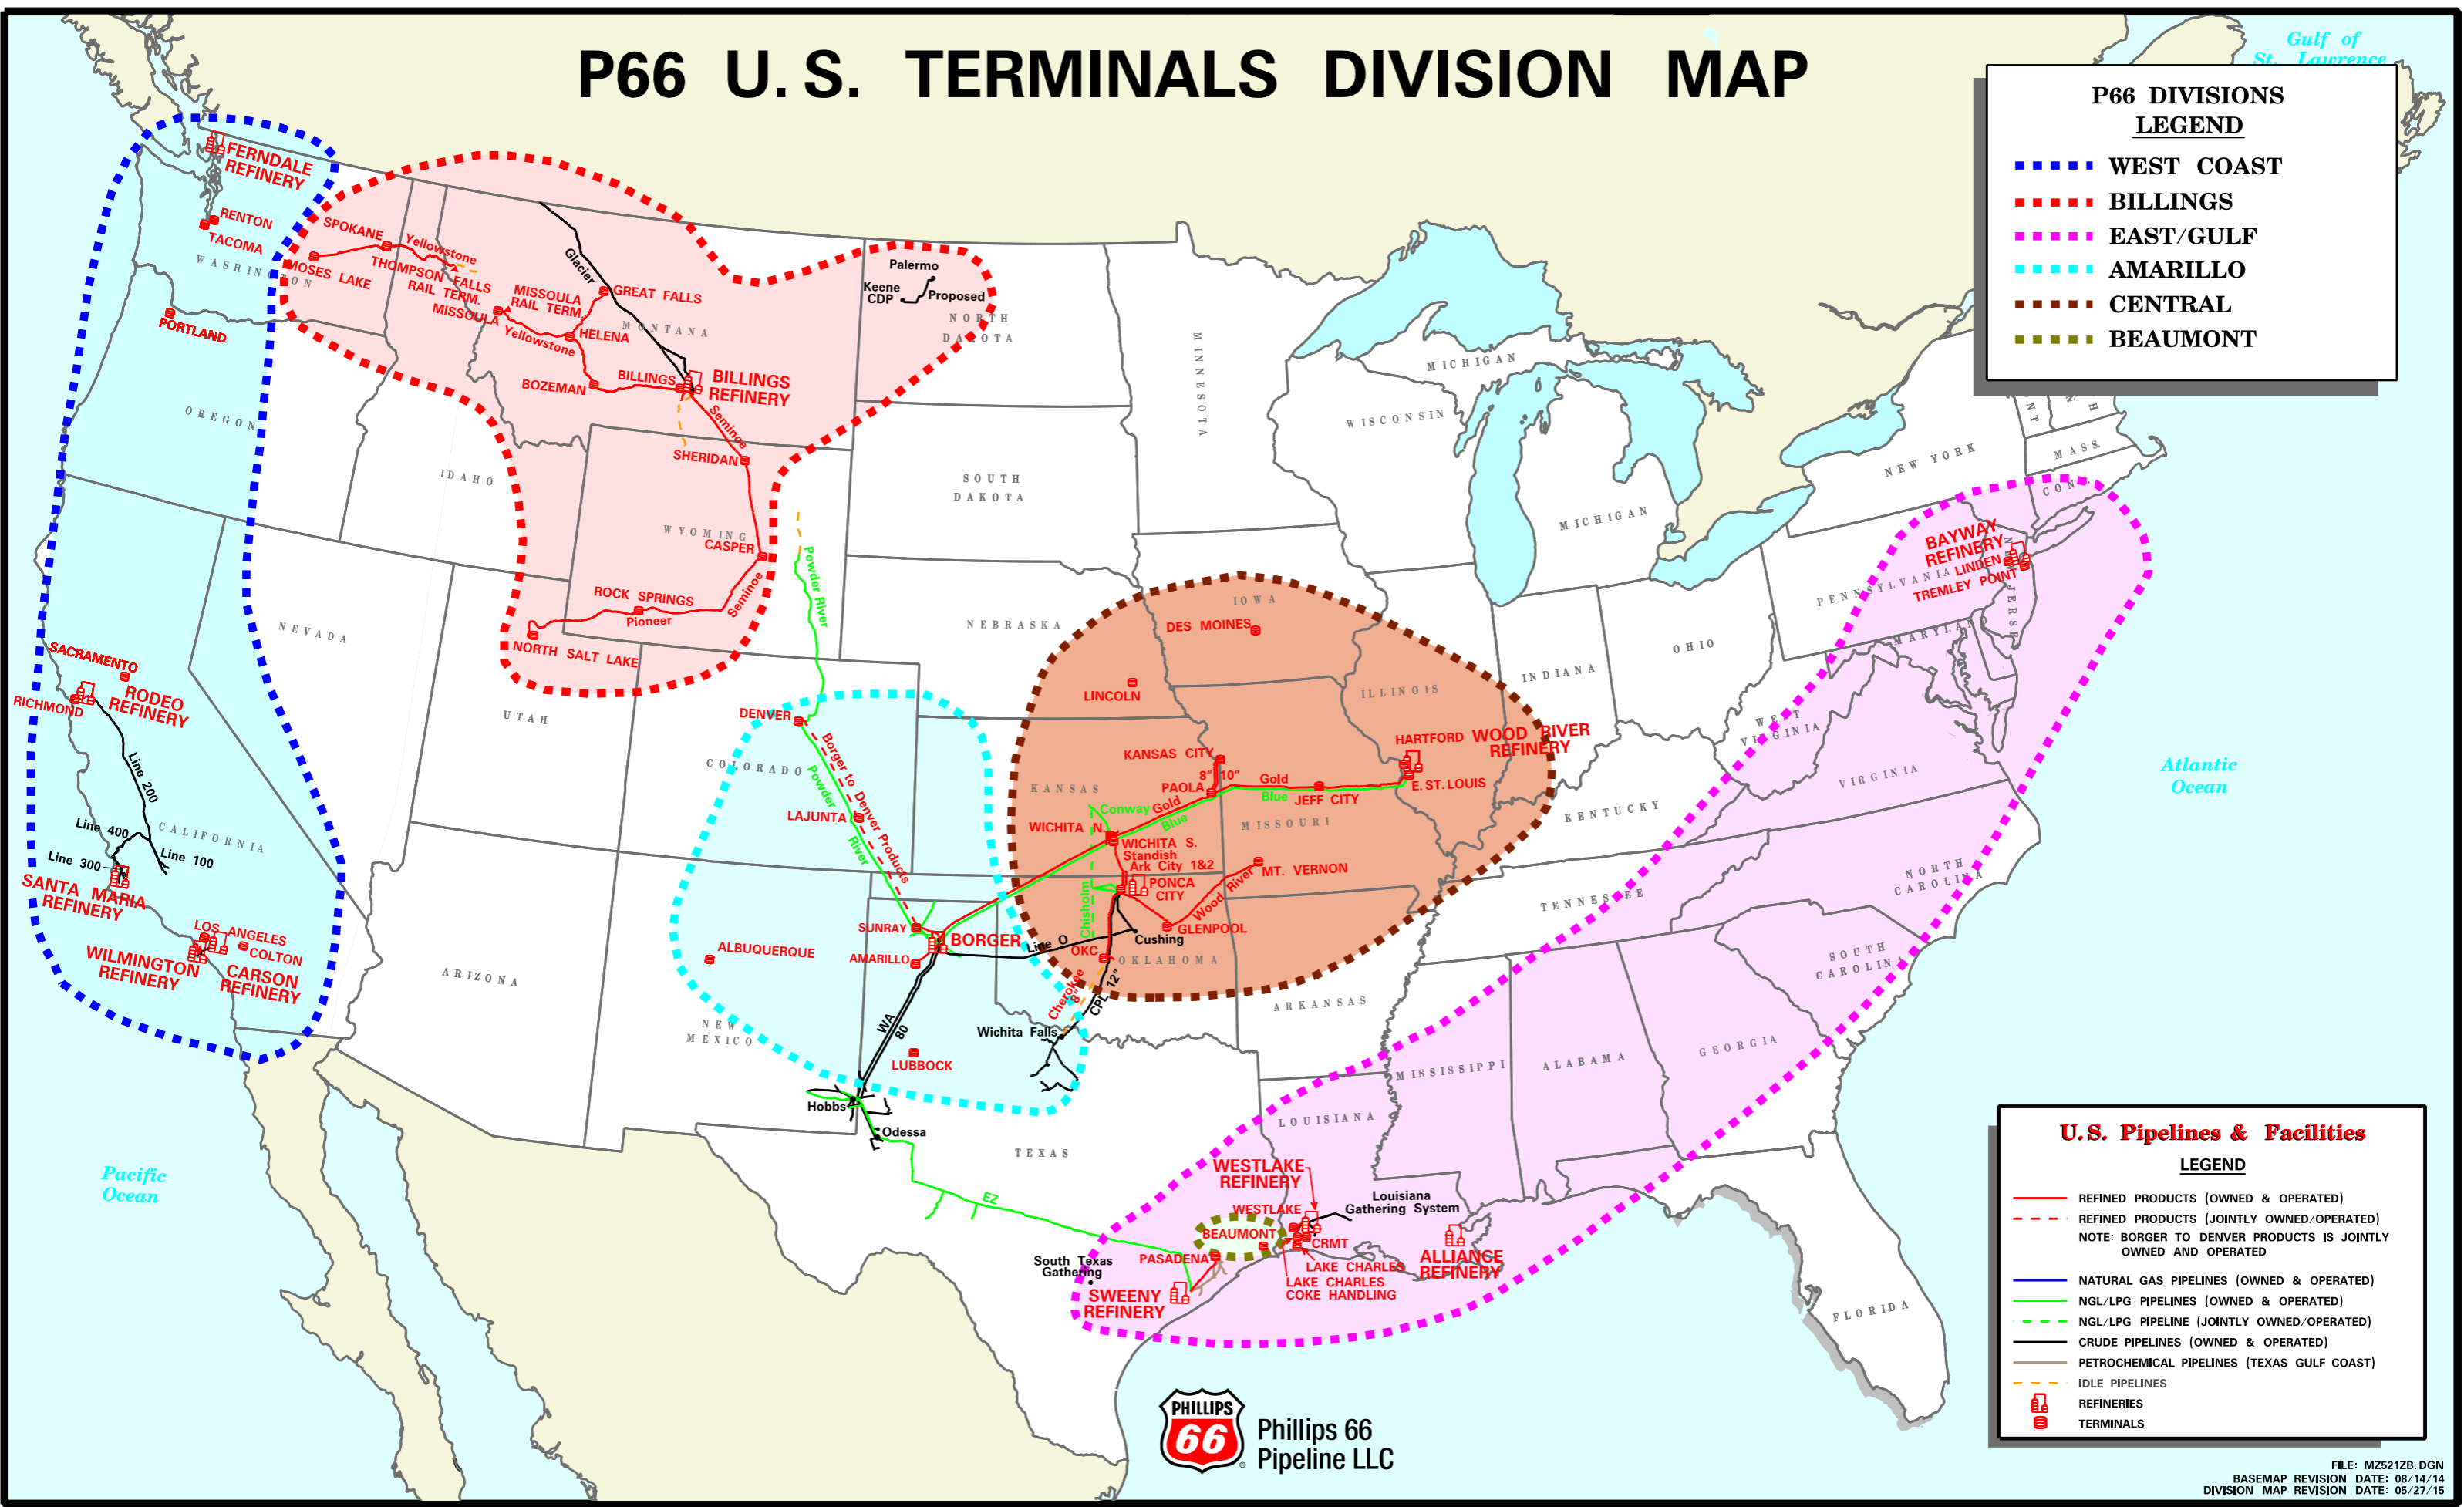 P66 U.S. TERMINALS DIVISION MAP
Gulf of
St. Lawrence
P66 DIVISIONS
LEGEND
WEST COAST
BILLINGS
EAST/GULF
AMARILLO
CENTRAL
BEAUMONT
FERNDALE
REFINERY
RENTON
TACOMA
WASHINGTON
PORTLAND
OREGON
SPOKANE
Yellowstone
MOSES LAKE
THOMPSON FALLS
RAIL TERM.
MISSOULA
RAIL TERM.
MISSOULA
Yellowstone
Glacier
GREAT FALLS
MONTANA
HELENA
BOZEMAN
BILLINGS
BILLINGS
REFINERY
Seminoe
SHERIDAN
Palermo
Keene
CDP
Proposed
NORTH
DAKOTA
MINNESOTA
MICHIGAN
WISCONSIN
MICHIGAN
NEW YORK
MASS.
CONN.
IDAHO
SOUTH
DAKOTA
WYOMING
CASPER
Seminoe
ROCK SPRINGS
Pioneer
NORTH SALT LAKE
Powder River
NEBRASKA
IOWA
DES MOINES
LINCOLN
BAYWAY
REFINERY
LINDEN
TREMLEY POINT
PENNSYLVANIA
NEW JERSEY
MARYLAND
OHIO
INDIANA
ILLINOIS
NEVADA
UTAH
SACRAMENTO
RODEO
REFINERY
RICHMOND
Line 200
Line 400
Line 300
Line 100
CALIFORNIA
SANTA MARIA
REFINERY
LOS ANGELES
COLTON
WILMINGTON
REFINERY
CARSON
REFINERY
ARIZONA
DENVER
COLORADO
Borger to Denver Products
Powder
River
LAJUNTA
KANSAS
KANSAS CITY
8" 10"
PAOLA
Gold
Blue
JEFF CITY
HARTFORD
WOOD RIVER
REFINERY
E. ST. LOUIS
Conway
Gold
Blue
MISSOURI
WICHITA N.
WICHITA S.
Standish
Ark City 1&2
PONCA
CITY
MT. VERNON
Wood River
GLENPOOL
Chisholm
Cushing
Line O
OKC
OKLAHOMA
Cherokee
8"
CPL 12"
SUNRAY
BORGER
AMARILLO
ALBUQUERQUE
NEW
MEXICO
WA
80
LUBBOCK
Wichita Falls
Hobbs
Odessa
TEXAS
EZ
WEST
VIRGINIA
VIRGINIA
KENTUCKY
TENNESSEE
NORTH
CAROLINA
SOUTH
CAROLINA
ARKANSAS
MISSISSIPPI
ALABAMA
GEORGIA
LOUISIANA
FLORIDA
Atlantic
Ocean
Pacific
Ocean
WESTLAKE
REFINERY
WESTLAKE
Louisiana
Gathering System
BEAUMONT
CRMT
PASADENA
LAKE CHARLES
LAKE CHARLES
COKE HANDLING
ALLIANCE
REFINERY
South Texas
Gathering
SWEENY
REFINERY
U.S. Pipelines & Facilities
LEGEND
REFINED PRODUCTS (OWNED & OPERATED)
REFINED PRODUCTS (JOINTLY OWNED/OPERATED)
NOTE: BORGER TO DENVER PRODUCTS IS JOINTLY
OWNED AND OPERATED
NATURAL GAS PIPELINES (OWNED & OPERATED)
NGL/LPG PIPELINES (OWNED & OPERATED)
NGL/LPG PIPELINE (JOINTLY OWNED/OPERATED)
CRUDE PIPELINES (OWNED & OPERATED)
PETROCHEMICAL PIPELINES (TEXAS GULF COAST)
IDLE PIPELINES
REFINERIES
TERMINALS
PHILLIPS
66
Phillips 66
Pipeline LLC
FILE: MZ521ZB.DGN
BASEMAP REVISION DATE: 08/14/14
DIVISION MAP REVISION DATE: 05/27/15